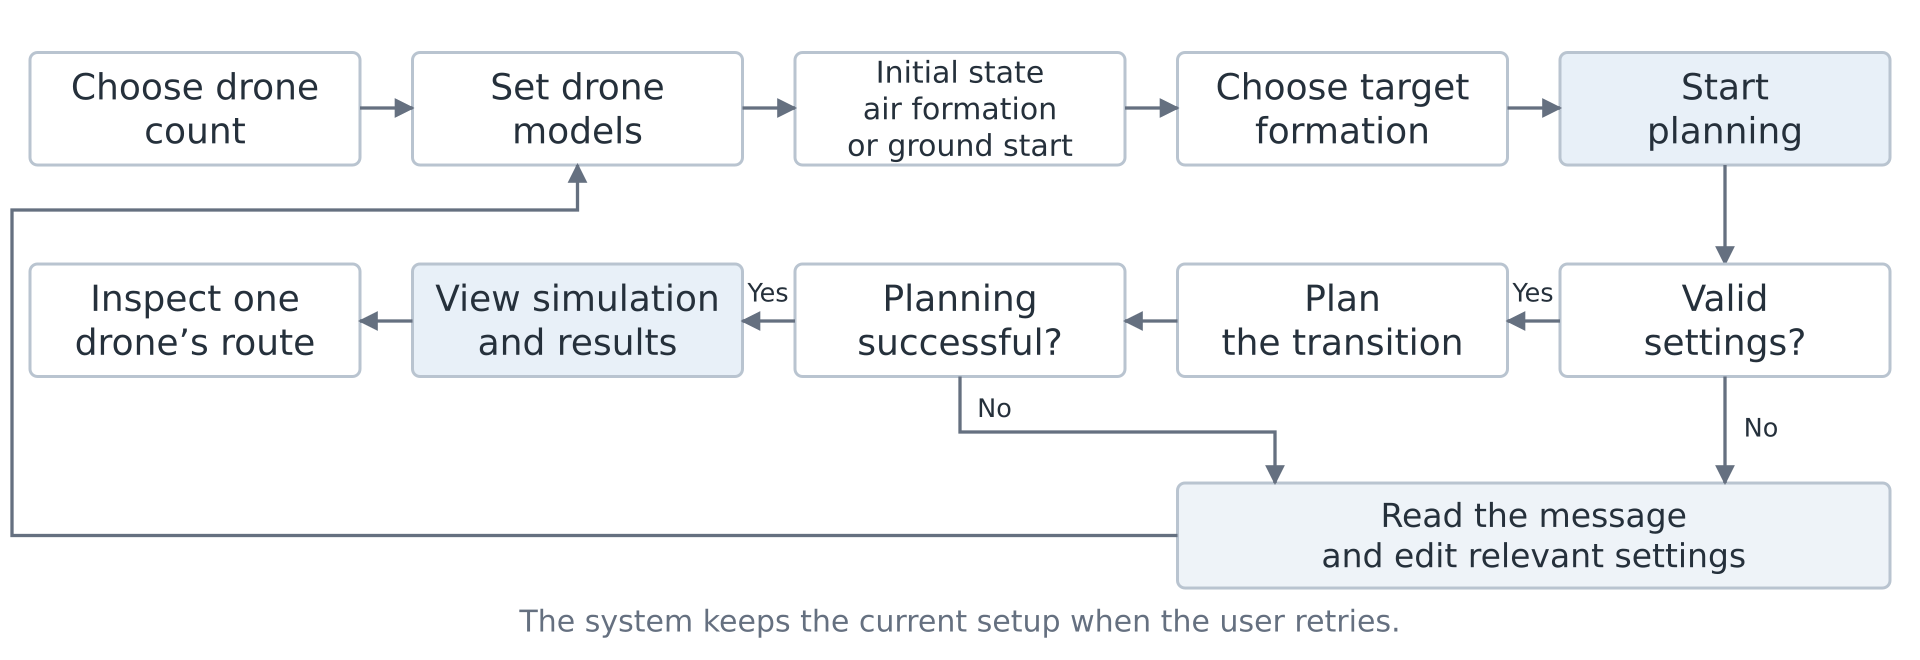 Choose drone
count
Set drone
models
Initial state
air formation
or ground start
Choose target
formation
Start
planning
Inspect one
drone’s route
View simulation
and results
Yes
Planning
successful?
Plan
the transition
Yes
Valid
settings?
No
No
Read the message
and edit relevant settings
The system keeps the current setup when the user retries.